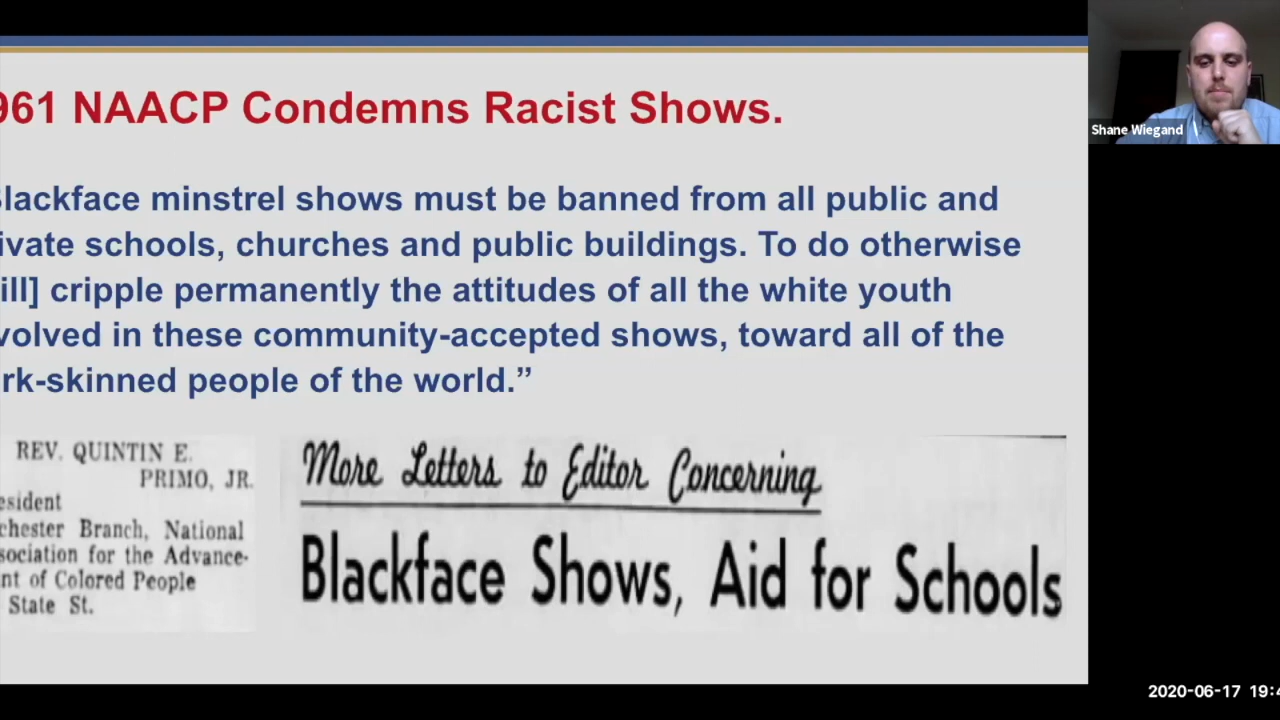 961 NAACP Condemns Racist Shows.
Blackface minstrel shows must be banned from all public and
ivate schools, churches and public buildings. To do otherwise
ill] cripple permanently the attitudes of all the white youth
volved in these community-accepted shows, toward all of the
rk-skinned people of the world.”
REV. QUINTIN E.
PRIMO, JR.
esident
chester Branch, National
sociation for the Advance-
nt of Colored People
State St.
More Letters to Editor Concerning
Blackface Shows, Aid for Schools
Shane Wiegand
2020-06-17 19:4